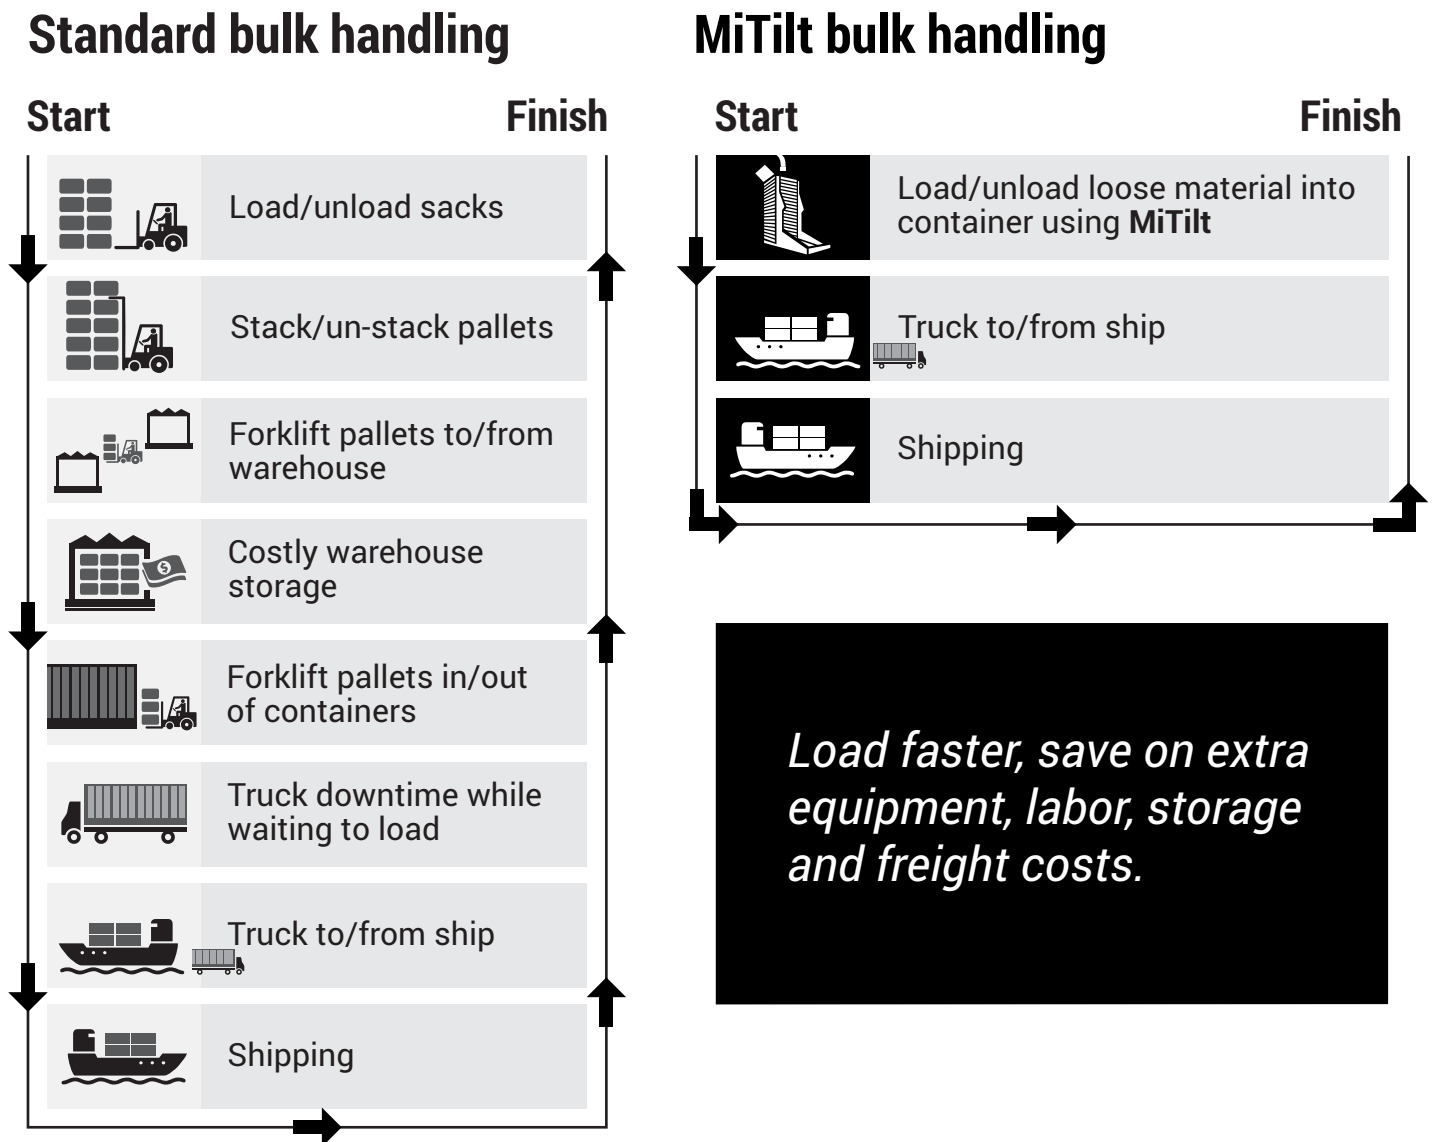 Standard bulk handling
Start
Finish
Load/unload sacks
Stack/un-stack pallets
Forklift pallets to/from
warehouse
Costly warehouse
storage
Forklift pallets in/out
of containers
Truck downtime while
waiting to load
Truck to/from ship
Shipping
MiTilt bulk handling
Start
Finish
Load/unload loose material into
container using MiTilt
Truck to/from ship
Shipping
Load faster, save on extra
equipment, labor, storage
and freight costs.